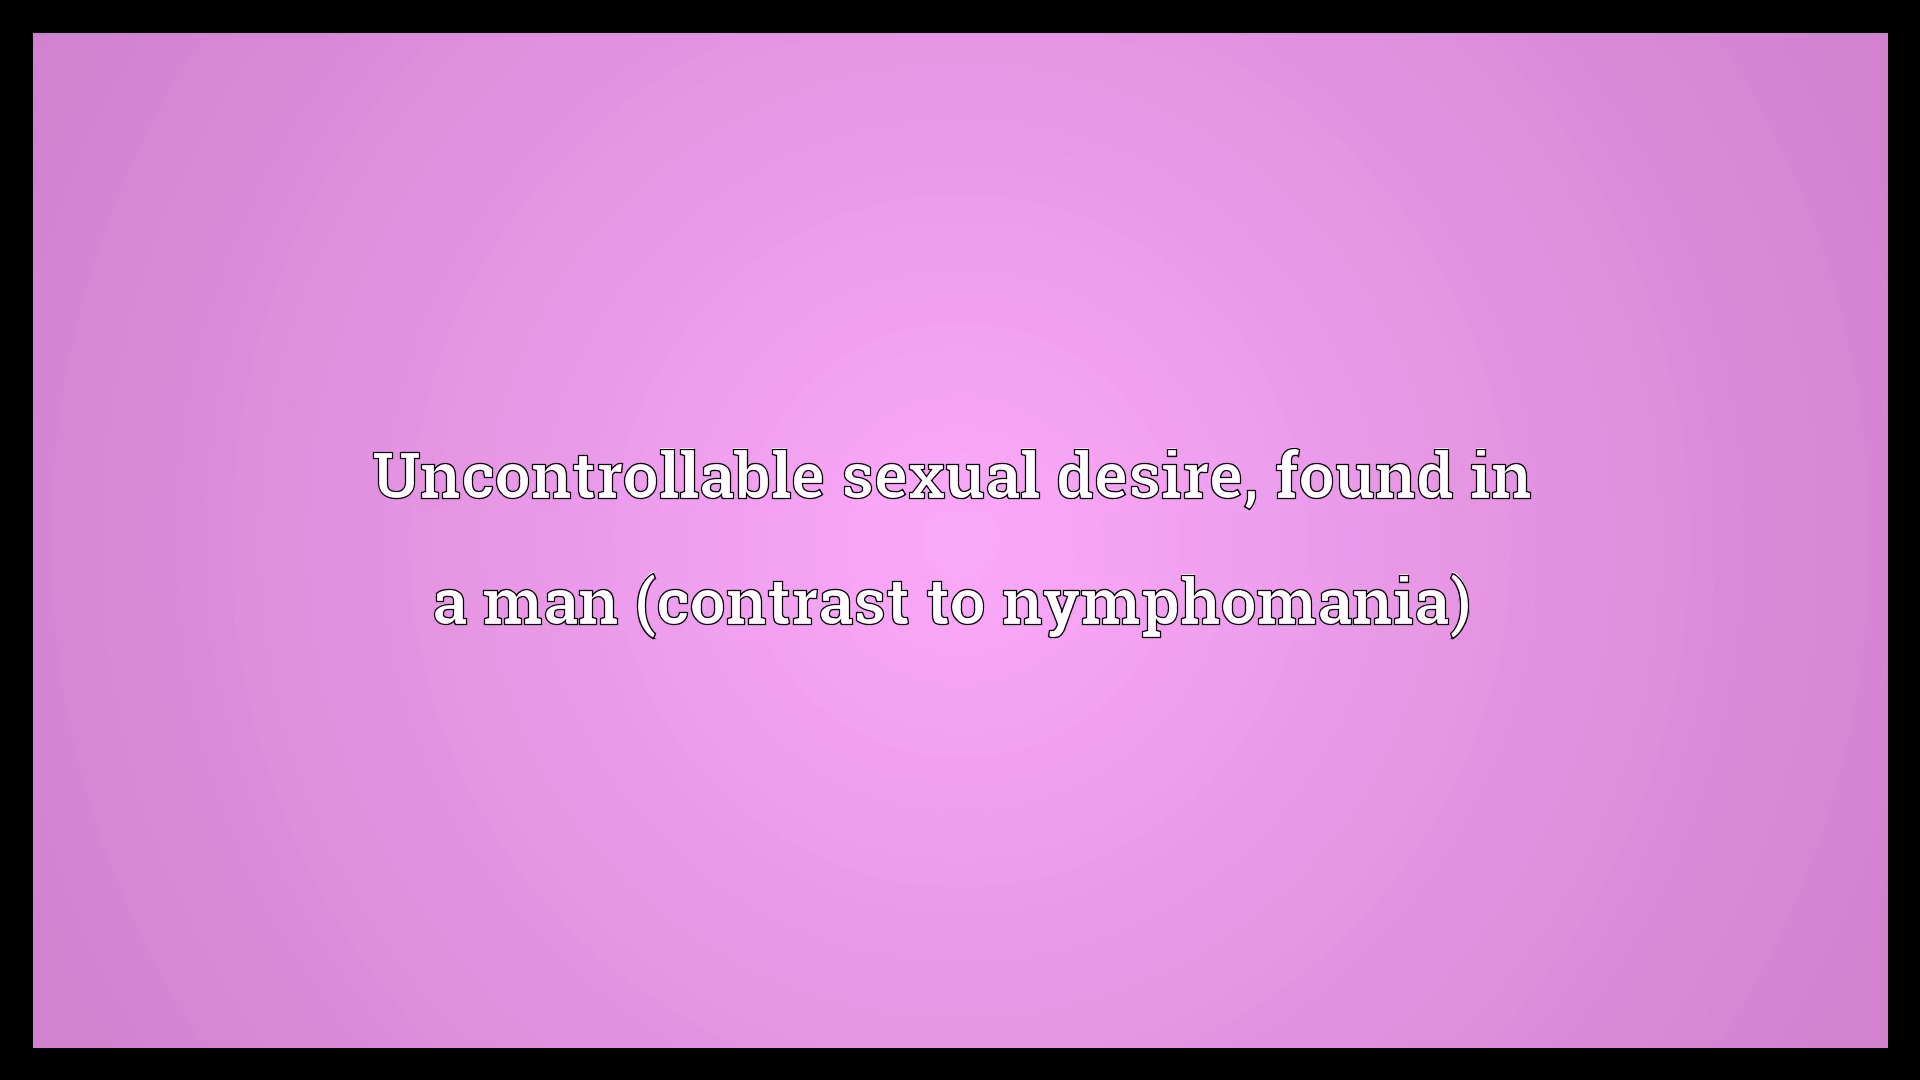 Uncontrollable sexual desire, found in
a man (contrast to nymphomania)